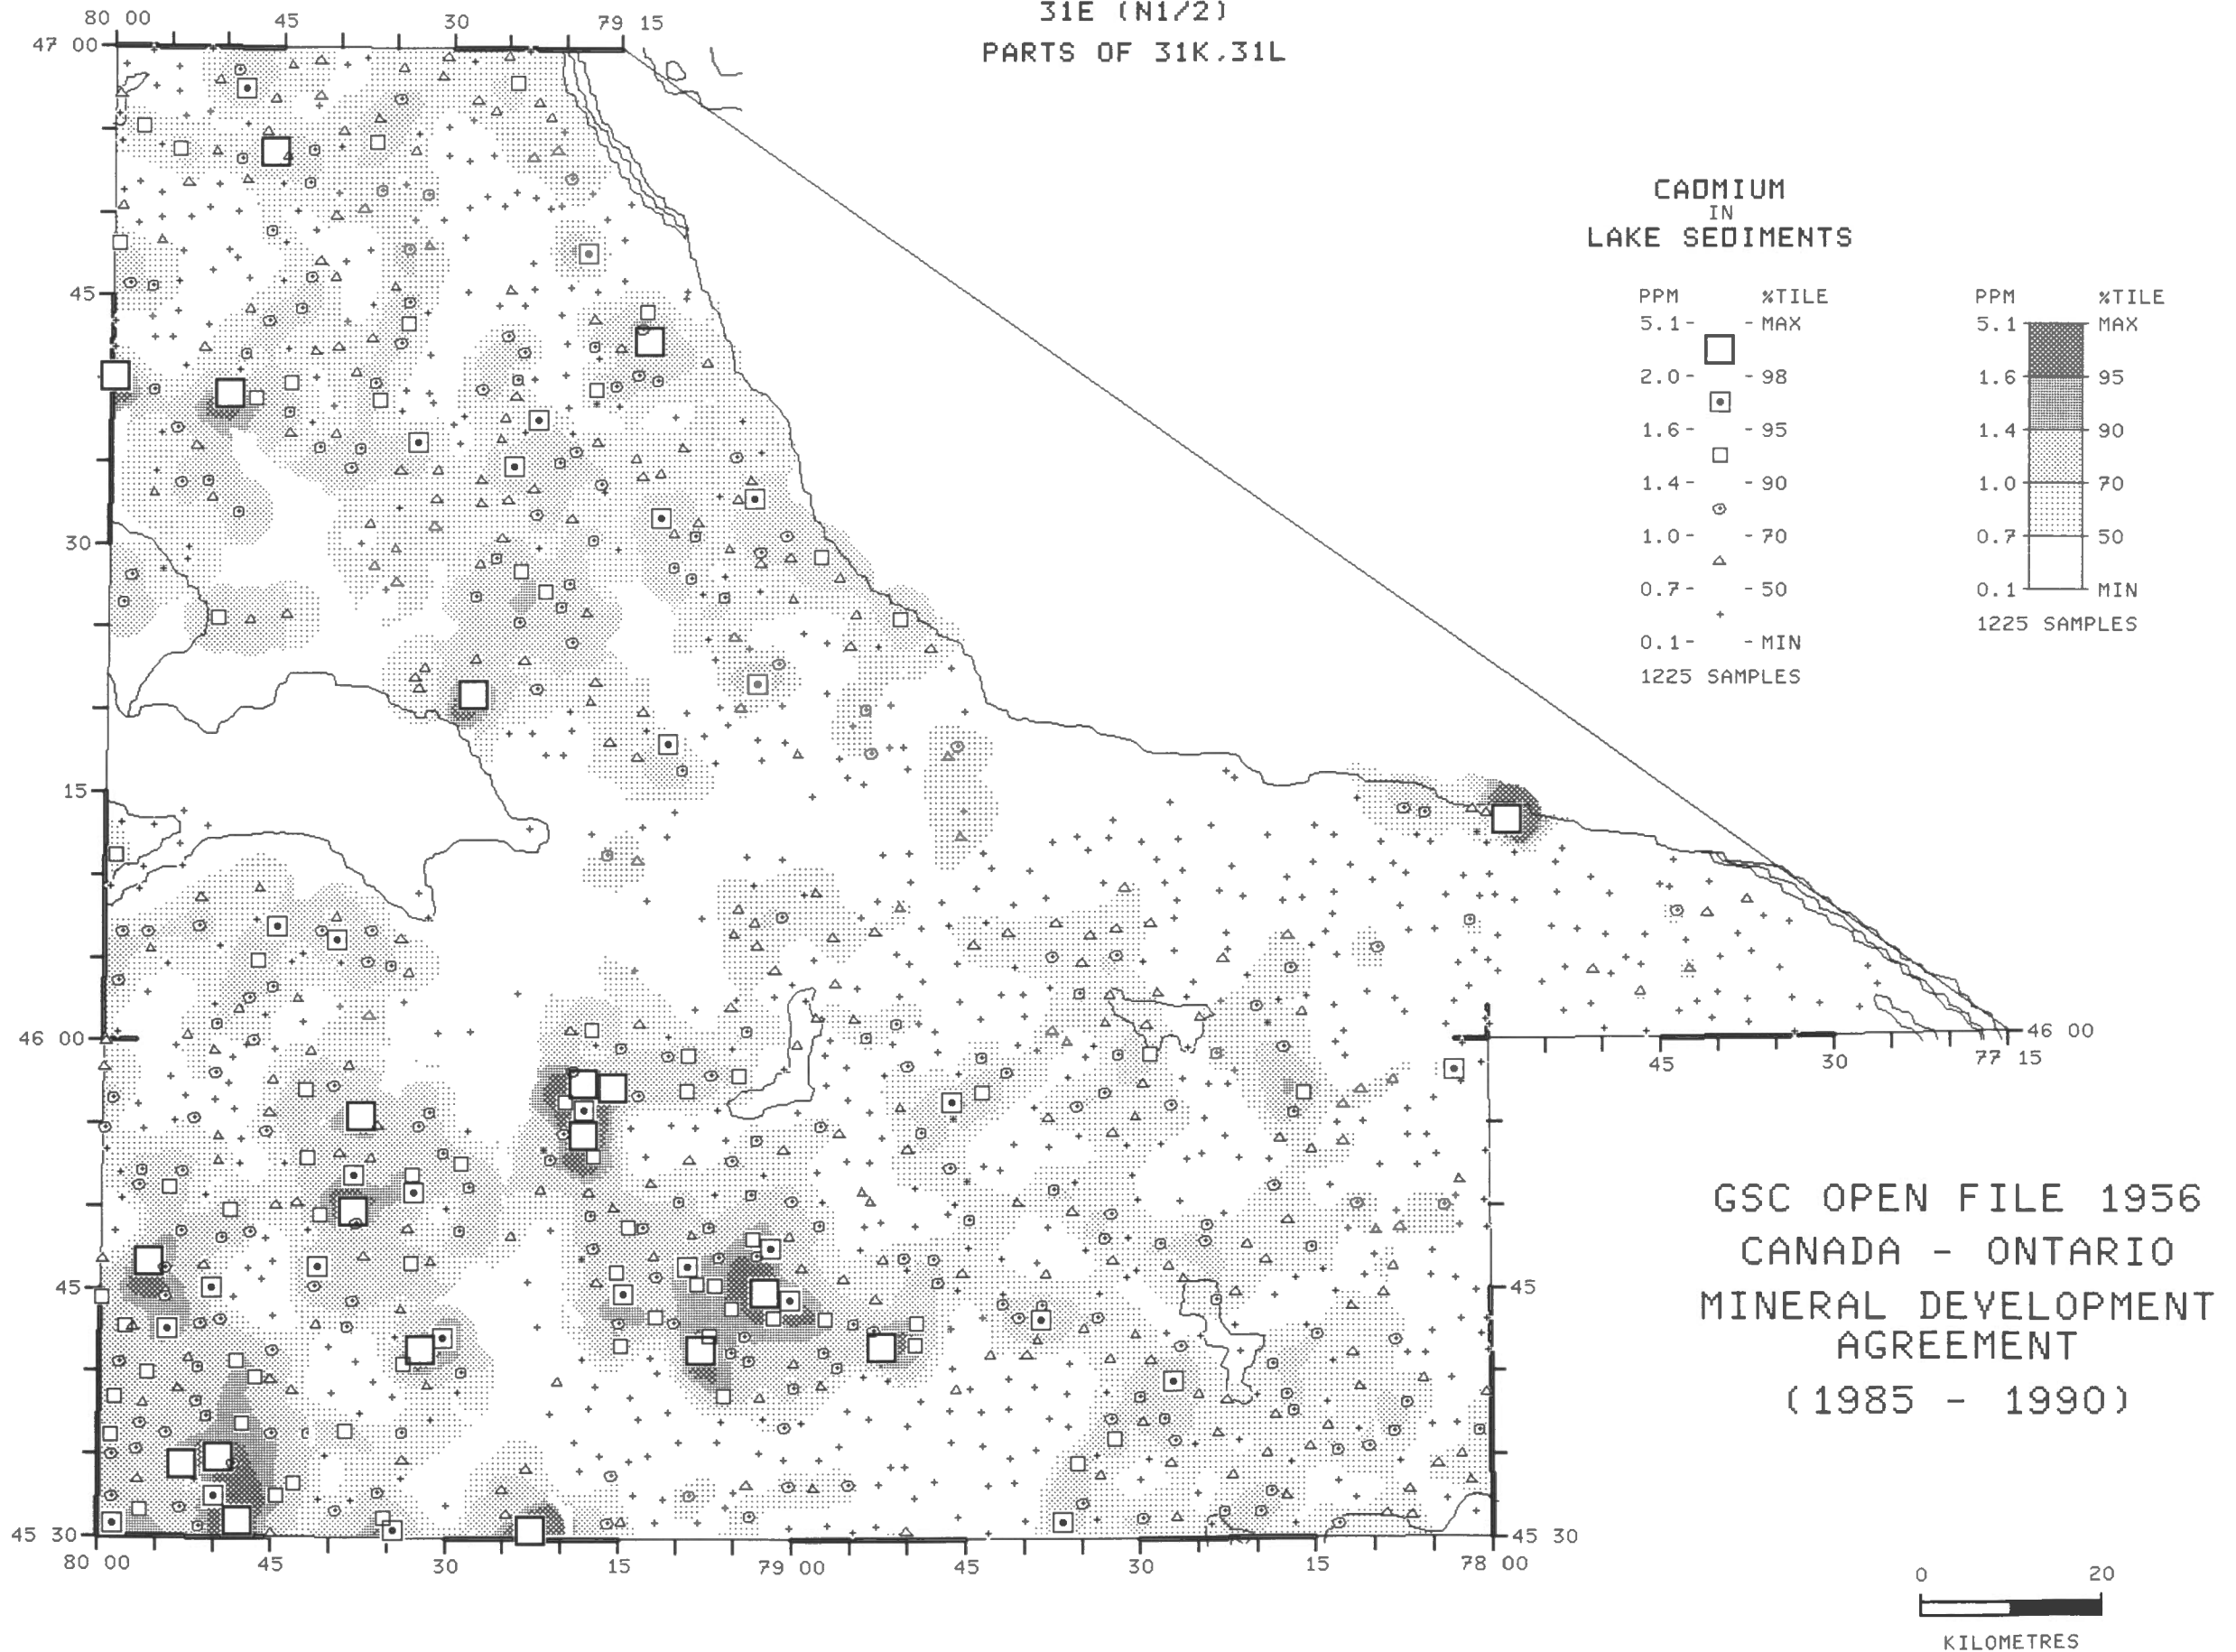 31E (N1/2)
PARTS OF 31K,31L
80 00 45 30 79 15
47 00
45
30
15
46 00
45
45 30
80 00 45 30 15 79 00 45 30 15 78 00
46 00
45 30 77 15
45
45 30
CADMIUM
IN
LAKE SEDIMENTS
PPM %TILE
5.1- - MAX
2.0- - 98
1.6- - 95
1.4- - 90
1.0- - 70
0.7- - 50
0.1- - MIN
1225 SAMPLES
PPM %TILE
5.1 MAX
1.6 95
1.4 90
1.0 70
0.7 50
0.1 MIN
1225 SAMPLES
GSC OPEN FILE 1956
CANADA - ONTARIO
MINERAL DEVELOPMENT
AGREEMENT
(1985 - 1990)
0 20
KILOMETRES